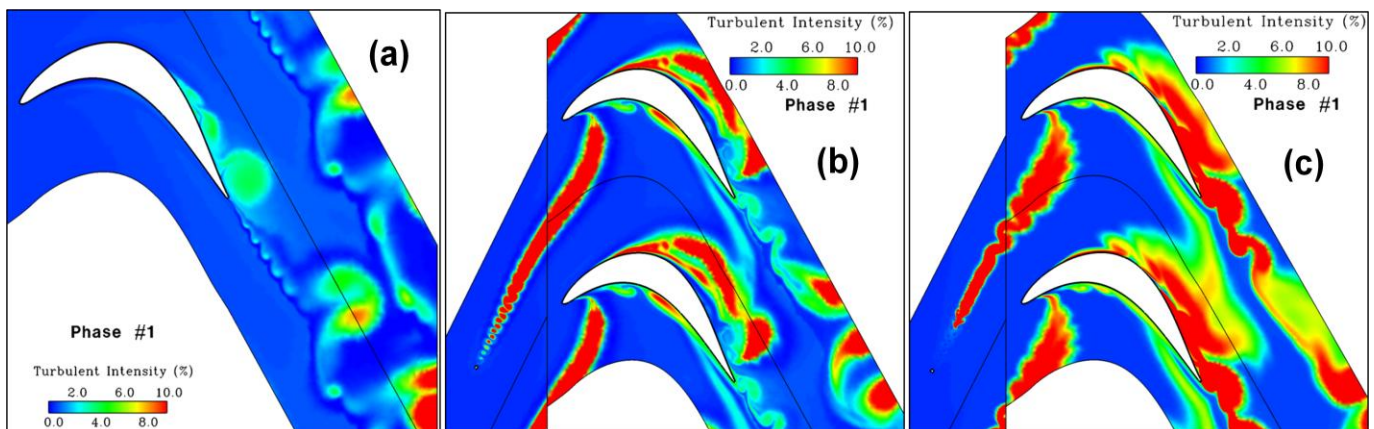 (a)
Phase #1
Turbulent Intensity (%)
2.0 6.0 10.0
0.0 4.0 8.0
Turbulent Intensity (%)
2.0 6.0 10.0
0.0 4.0 8.0
Phase #1
(b)
Turbulent Intensity (%)
2.0 6.0 10.0
0.0 4.0 8.0
Phase #1
(c)